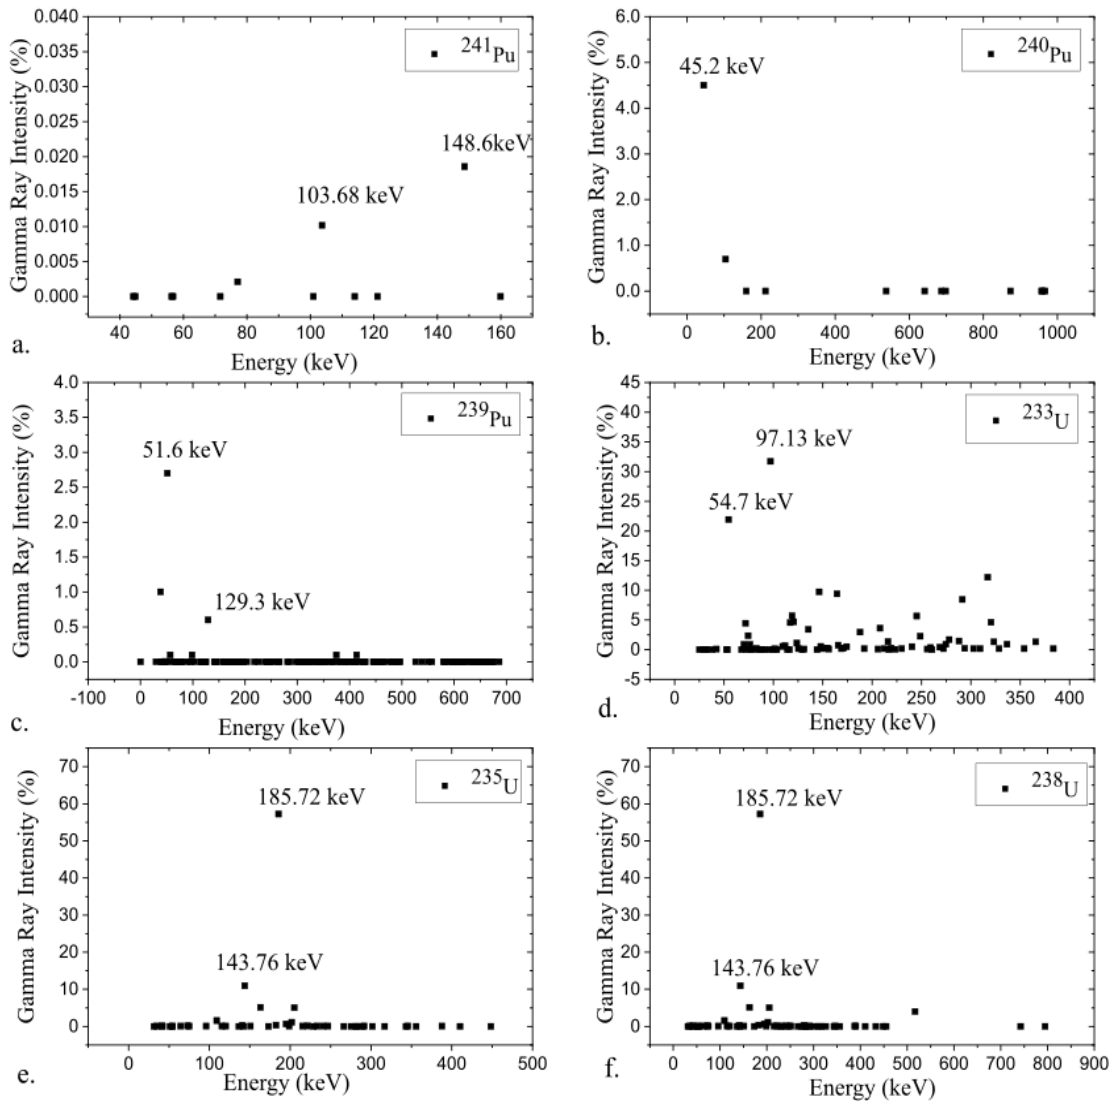 0.040
0.035
0.030
0.025
0.020
0.015
0.010
0.005
0.000
Gamma Ray Intensity (%)
241Pu
148.6keV
103.68 keV
40 60 80 100 120 140 160
Energy (keV)
a.
6.0
5.0
4.0
3.0
2.0
1.0
0.0
Gamma Ray Intensity (%)
240Pu
45.2 keV
0 200 400 600 800 1000
Energy (keV)
b.
4.0
3.5
3.0
2.5
2.0
1.5
1.0
0.5
0.0
Gamma Ray Intensity (%)
239Pu
51.6 keV
129.3 keV
-100 0 100 200 300 400 500 600 700
Energy (keV)
c.
45
40
35
30
25
20
15
10
5
0
-5
Gamma Ray Intensity (%)
233U
97.13 keV
54.7 keV
0 50 100 150 200 250 300 350 400
Energy (keV)
d.
70
60
50
40
30
20
10
0
Gamma Ray Intensity (%)
235U
185.72 keV
143.76 keV
0 100 200 300 400 500
Energy (keV)
e.
70
60
50
40
30
20
10
0
Gamma Ray Intensity (%)
238U
185.72 keV
143.76 keV
0 100 200 300 400 500 600 700 800 900
Energy (keV)
f.